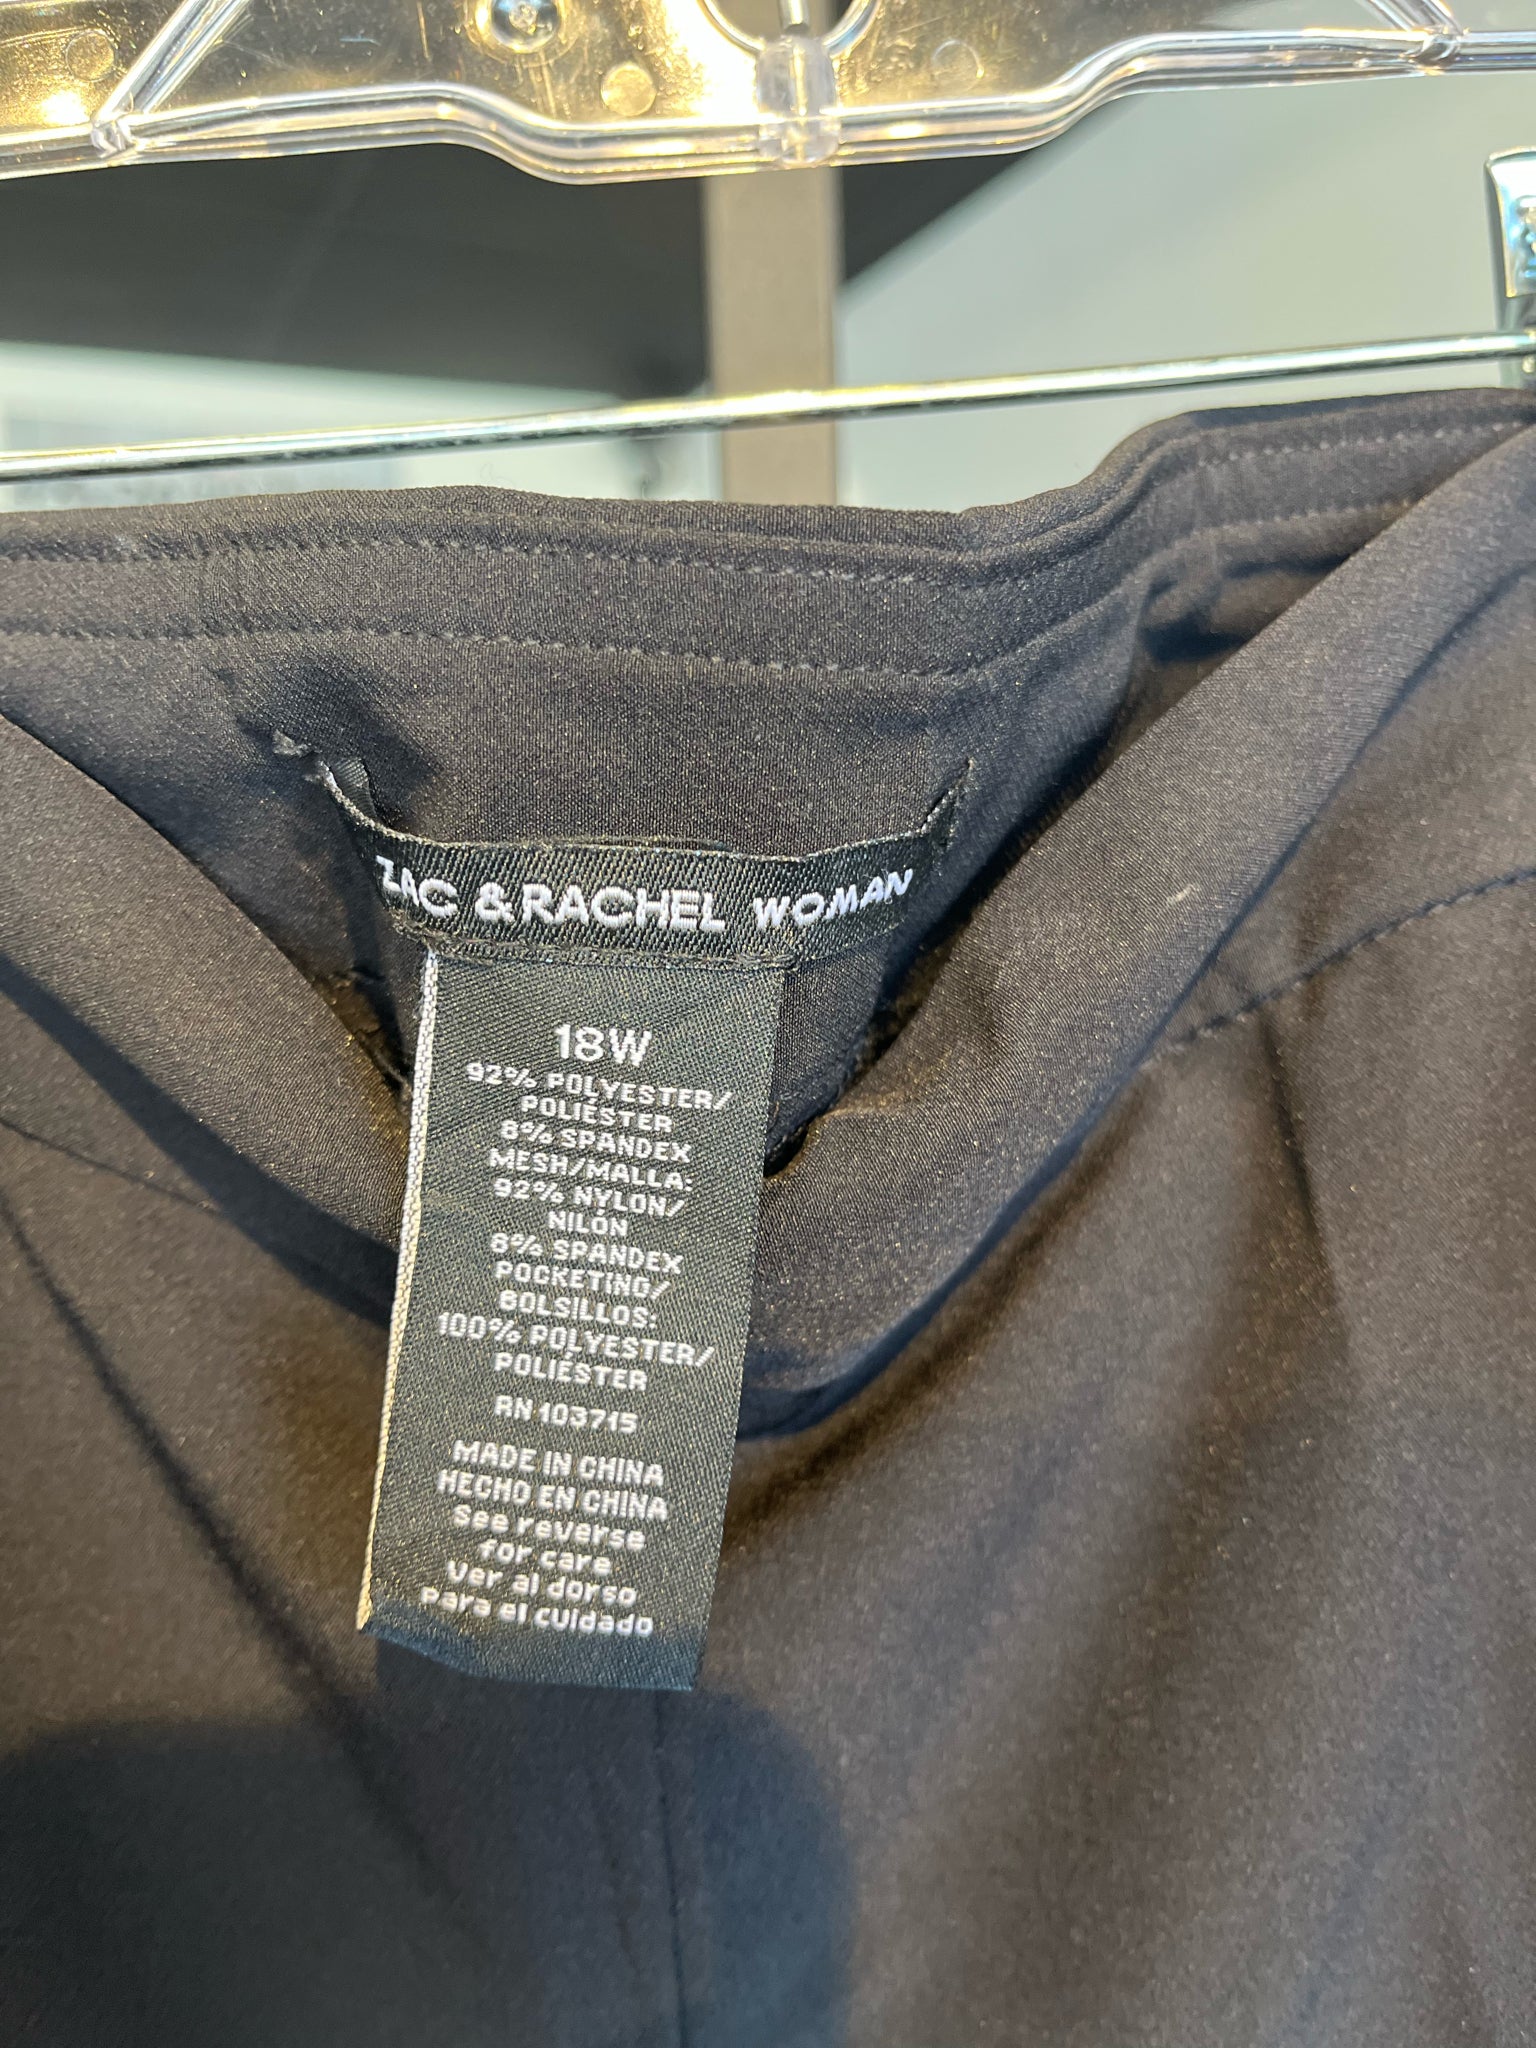 ZAC & RACHEL WOMAN
18W
92% POLYESTER/
POLIÉSTER
8% SPANDEX
MESH/MALLA:
92% NYLON/
NILÓN
8% SPANDEX
POCKETING/
BOLSILLOS:
100% POLYESTER/
POLIÉSTER
RN 103715
MADE IN CHINA
HECHO EN CHINA
See reverse
for care
Ver al dorso
para el cuidado